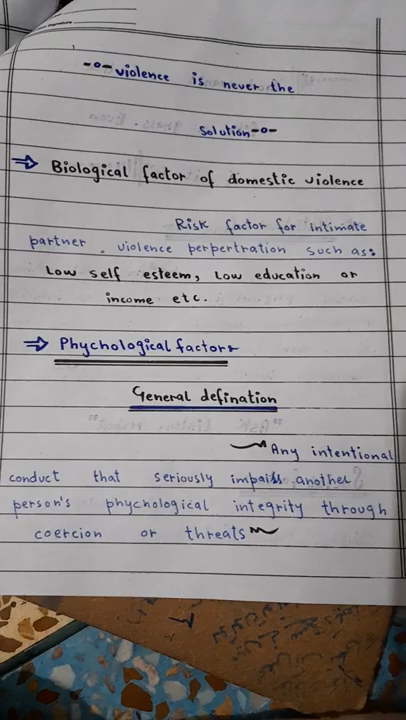 -o- violence is never the
Solution -o-
⇒ Biological factor of domestic violence
Risk factor for intimate
partner . violence perpertration such as:
Low self esteem, Low education or
income etc.
⇒ Phychological factors
General defination
~ Any intentional
conduct that seriously impairs another
person's phychological integrity through
coercion or threats ~